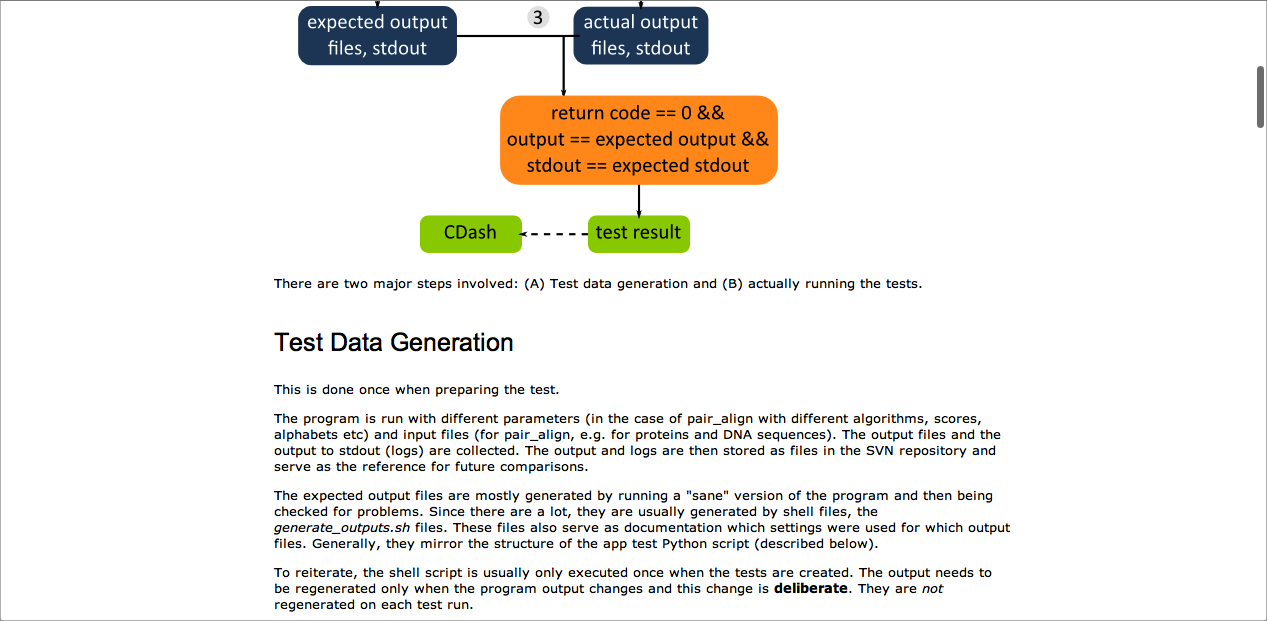 expected output
files, stdout
3
actual output
files, stdout
return code == 0 &&
output == expected output &&
stdout == expected stdout
CDash
test result
There are two major steps involved: (A) Test data generation and (B) actually running the tests.
Test Data Generation
This is done once when preparing the test.
The program is run with different parameters (in the case of pair_align with different algorithms, scores,
alphabets etc) and input files (for pair_align, e.g. for proteins and DNA sequences). The output files and the
output to stdout (logs) are collected. The output and logs are then stored as files in the SVN repository and
serve as the reference for future comparisons.
The expected output files are mostly generated by running a "sane" version of the program and then being
checked for problems. Since there are a lot, they are usually generated by shell files, the
generate_outputs.sh files. These files also serve as documentation which settings were used for which output
files. Generally, they mirror the structure of the app test Python script (described below).
To reiterate, the shell script is usually only executed once when the tests are created. The output needs to
be regenerated only when the program output changes and this change is deliberate. They are not
regenerated on each test run.